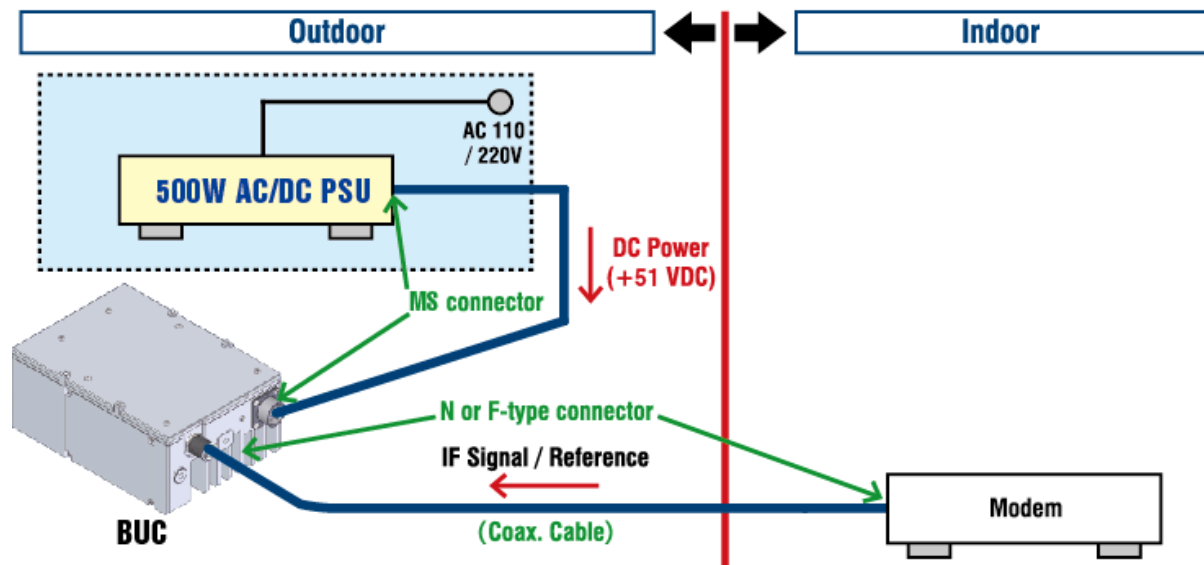 Outdoor
Indoor
AC 110
/ 220V
500W AC/DC PSU
DC Power
(+51 VDC)
MS connector
N or F-type connector
IF Signal / Reference
(Coax. Cable)
Modem
BUC